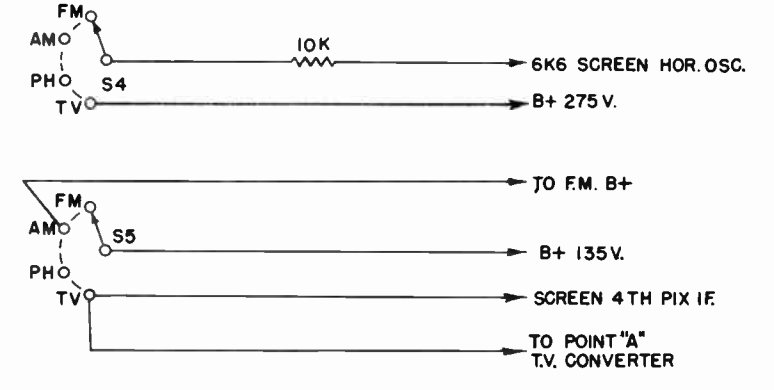 FM
AM
PH
TV
S4
10K
6K6 SCREEN HOR. OSC.
B+ 275 V.
TO F.M. B+
FM
AM
PH
TV
S5
B+ 135 V.
SCREEN 4TH PIX IF.
TO POINT "A"
T.V. CONVERTER